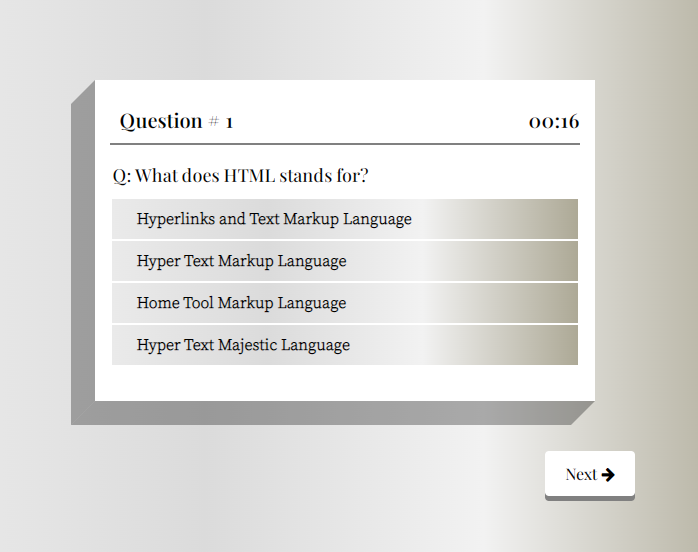 Question # 1
00:16
Q: What does HTML stands for?
Hyperlinks and Text Markup Language
Hyper Text Markup Language
Home Tool Markup Language
Hyper Text Majestic Language
Next →